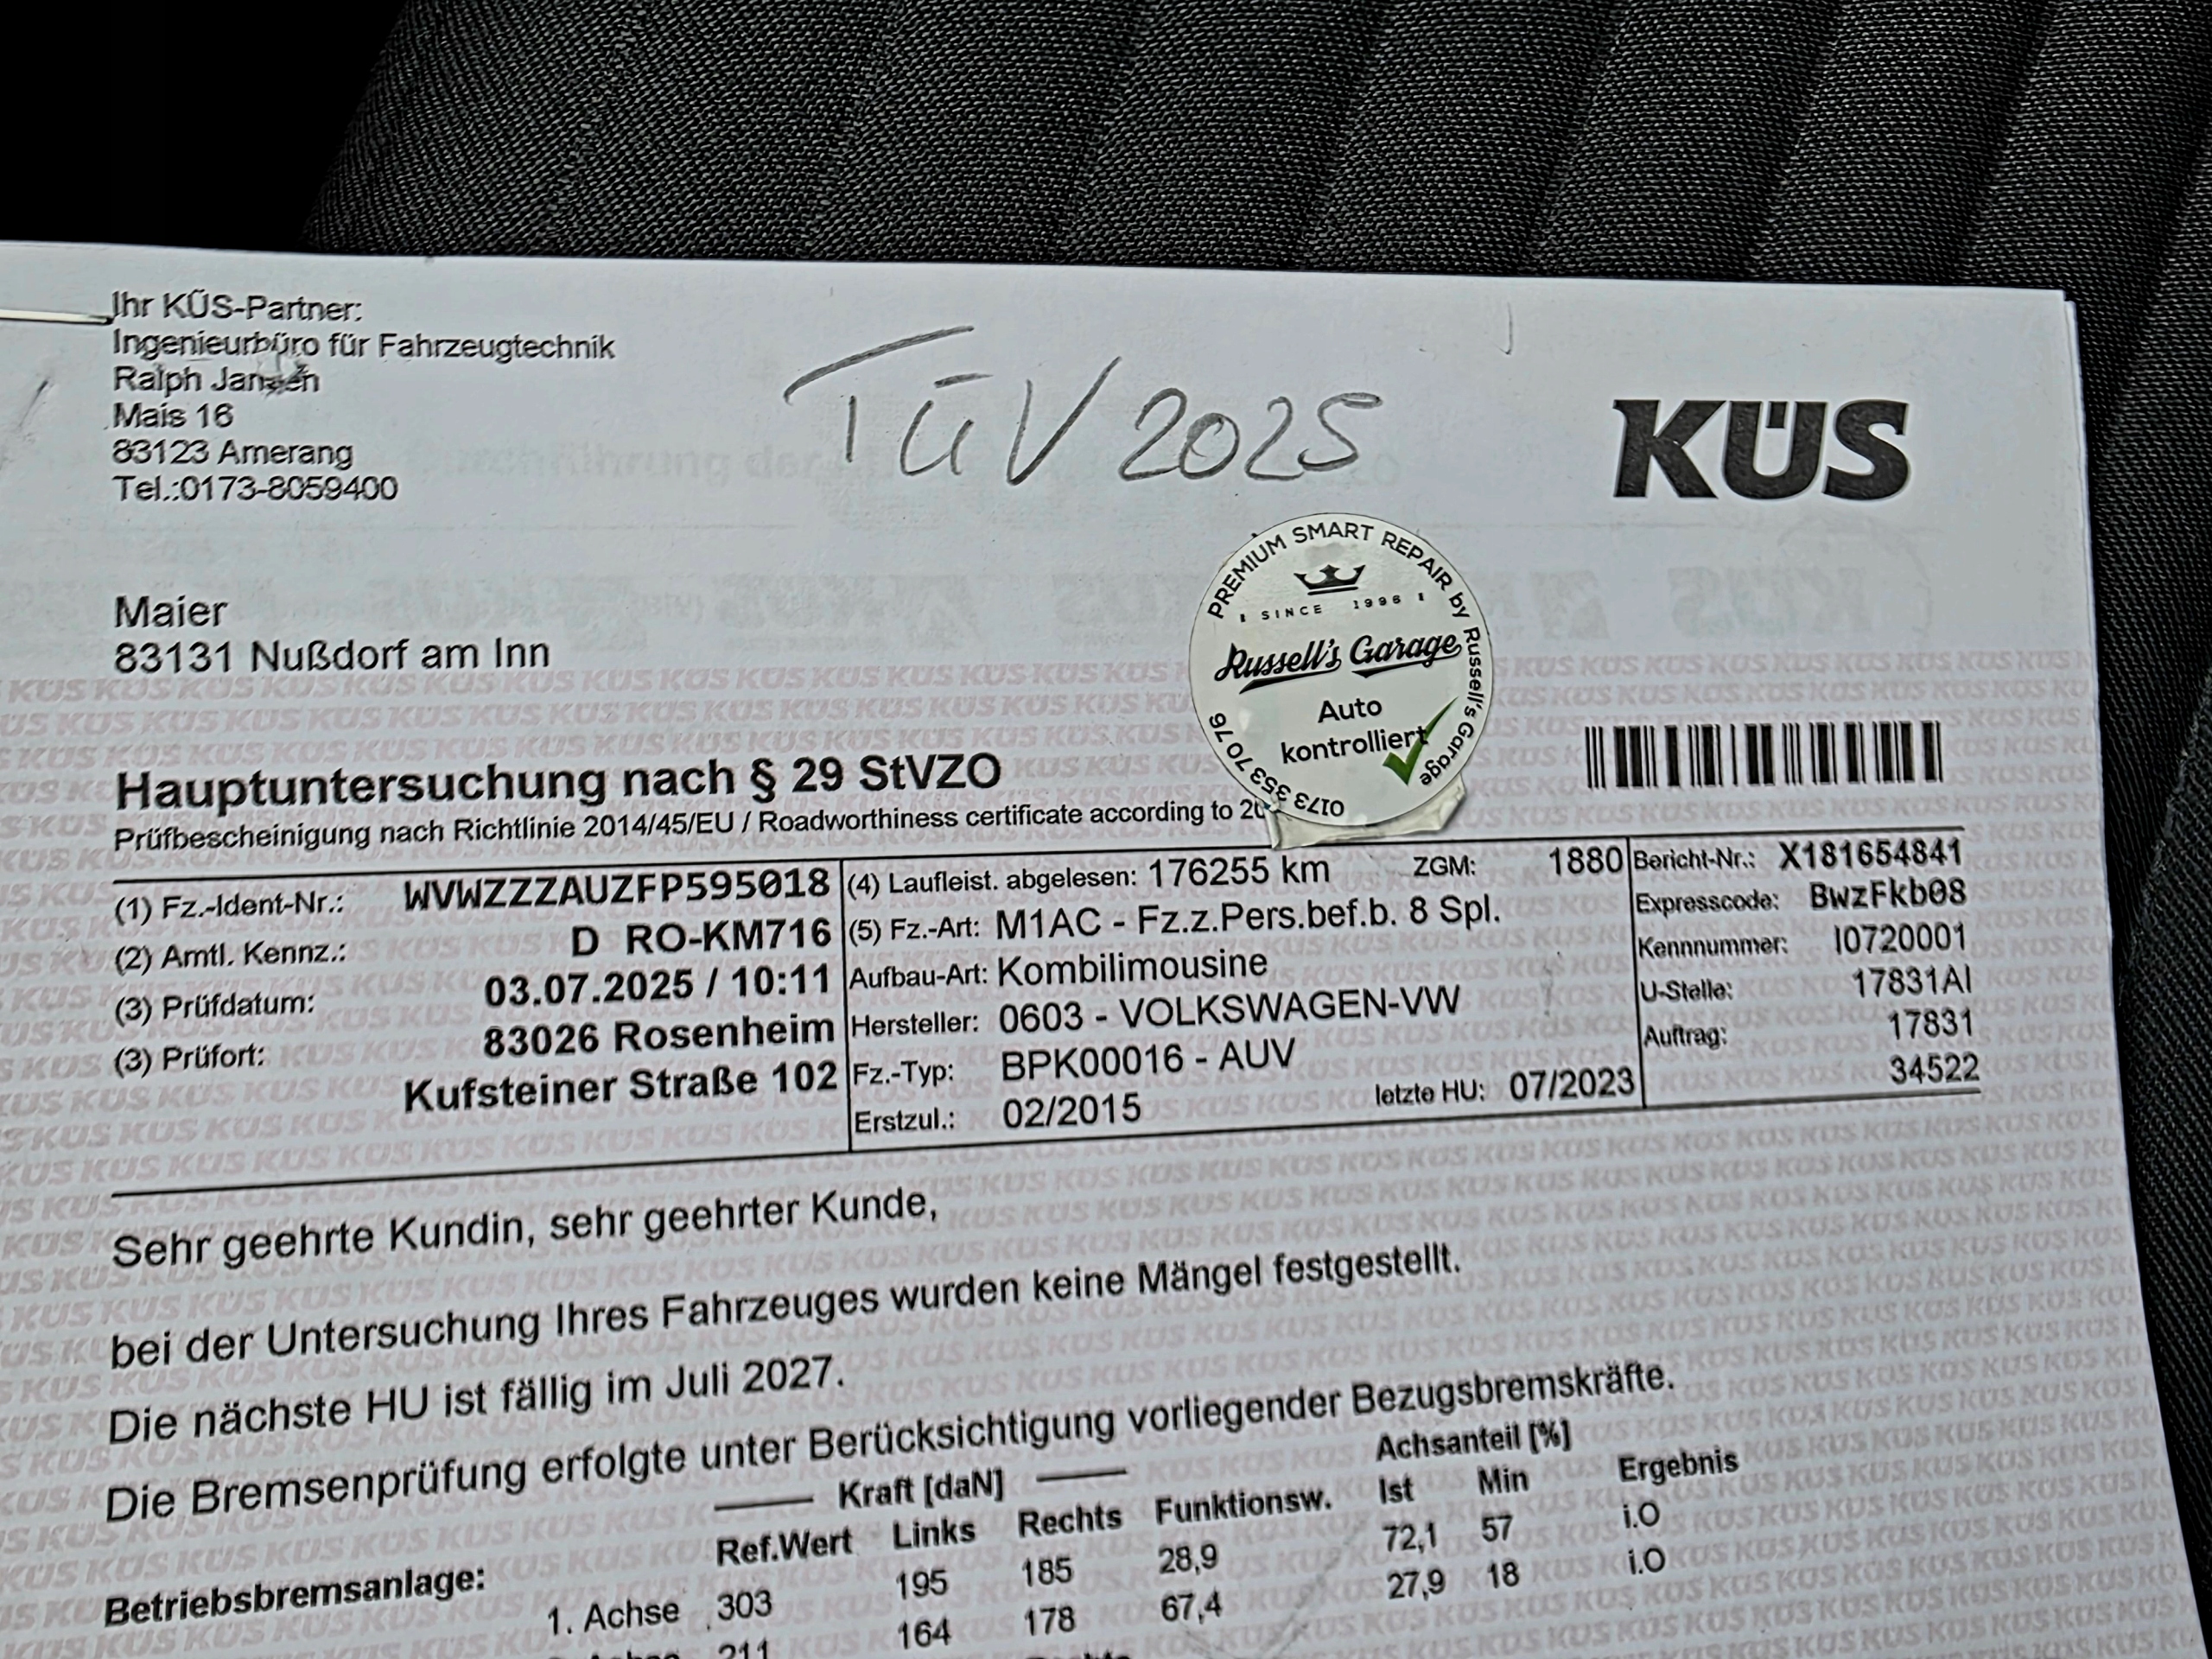 Ihr KÜS-Partner:
Ingenieurbüro für Fahrzeugtechnik
Ralph Jansen
Mais 16
83123 Amerang
Tel.:0173-8059400
TÜV 2025
KÜS
PREMIUM SMART REPAIR by Russell's Garage
SINCE 1996
Russell's Garage
Auto
kontrolliert
0173 353 70 76
Maier
83131 Nußdorf am Inn
Hauptuntersuchung nach § 29 StVZO
Prüfbescheinigung nach Richtlinie 2014/45/EU / Roadworthiness certificate according to 20
(1) Fz.-Ident-Nr.: WVWZZZAUZFP595018
(2) Amtl. Kennz.: D RO-KM716
(3) Prüfdatum: 03.07.2025 / 10:11
(3) Prüfort: 83026 Rosenheim
Kufsteiner Straße 102
(4) Laufleist. abgelesen: 176255 km ZGM: 1880
(5) Fz.-Art: M1AC - Fz.z.Pers.bef.b. 8 Spl.
Aufbau-Art: Kombilimousine
Hersteller: 0603 - VOLKSWAGEN-VW
Fz.-Typ: BPK00016 - AUV
Erstzul.: 02/2015 letzte HU: 07/2023
Bericht-Nr.: X181654841
Expresscode: BwzFkb08
Kennnummer: I0720001
U-Stelle: 17831AI
Auftrag: 17831
34522
Sehr geehrte Kundin, sehr geehrter Kunde,
bei der Untersuchung Ihres Fahrzeuges wurden keine Mängel festgestellt.
Die nächste HU ist fällig im Juli 2027.
Die Bremsenprüfung erfolgte unter Berücksichtigung vorliegender Bezugsbremskräfte.
Kraft [daN] Achsanteil [%]
Ref.Wert Links Rechts Funktionsw. Ist Min Ergebnis
Betriebsbremsanlage:
1. Achse 303 195 185 28,9 72,1 57 i.O
211 164 178 67,4 27,9 18 i.O